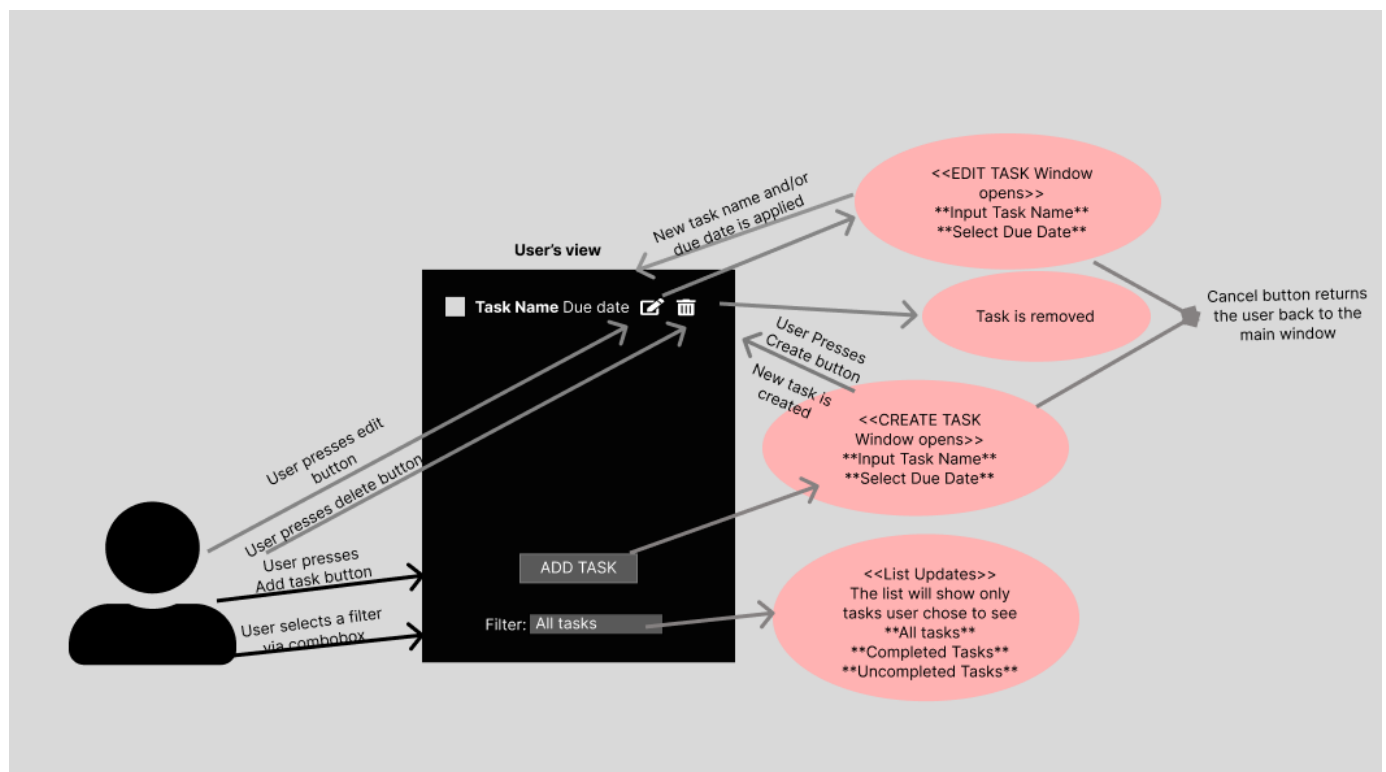 <<EDIT TASK Window
opens>>
**Input Task Name**
**Select Due Date**
New task name and/or
due date is applied
User's view
Task Name Due date
Task is removed
Cancel button returns
the user back to the
main window
User Presses
Create button
New task is
created
<<CREATE TASK
Window opens>>
**Input Task Name**
**Select Due Date**
User presses edit
button
User presses delete button
User presses
Add task button
ADD TASK
User selects a filter
via combobox
Filter: All tasks
<<List Updates>>
The list will show only
tasks user chose to see
**All tasks**
**Completed Tasks**
**Uncompleted Tasks**